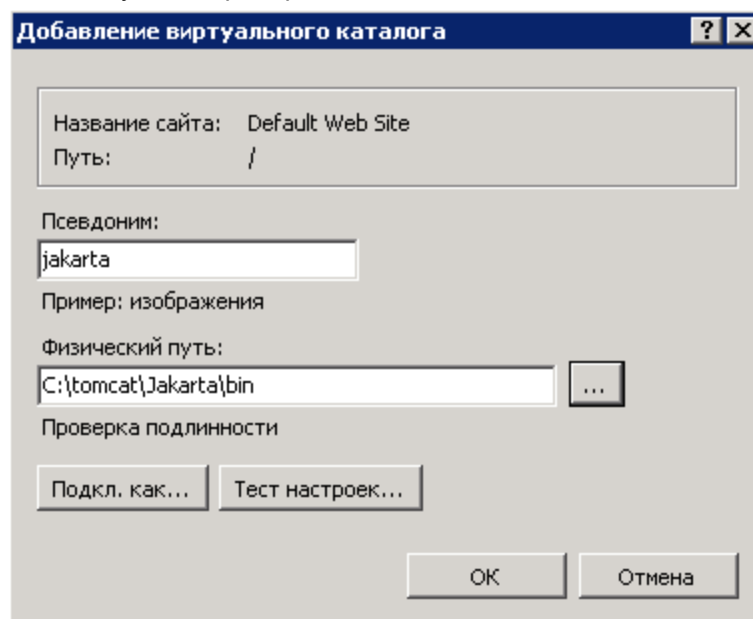 Добавление виртуального каталога
Название сайта: Default Web Site
Путь: /
Псевдоним:
jakarta
Пример: изображения
Физический путь:
C:\tomcat\Jakarta\bin
...
Проверка подлинности
Подкл. как... Тест настроек...
OK Отмена